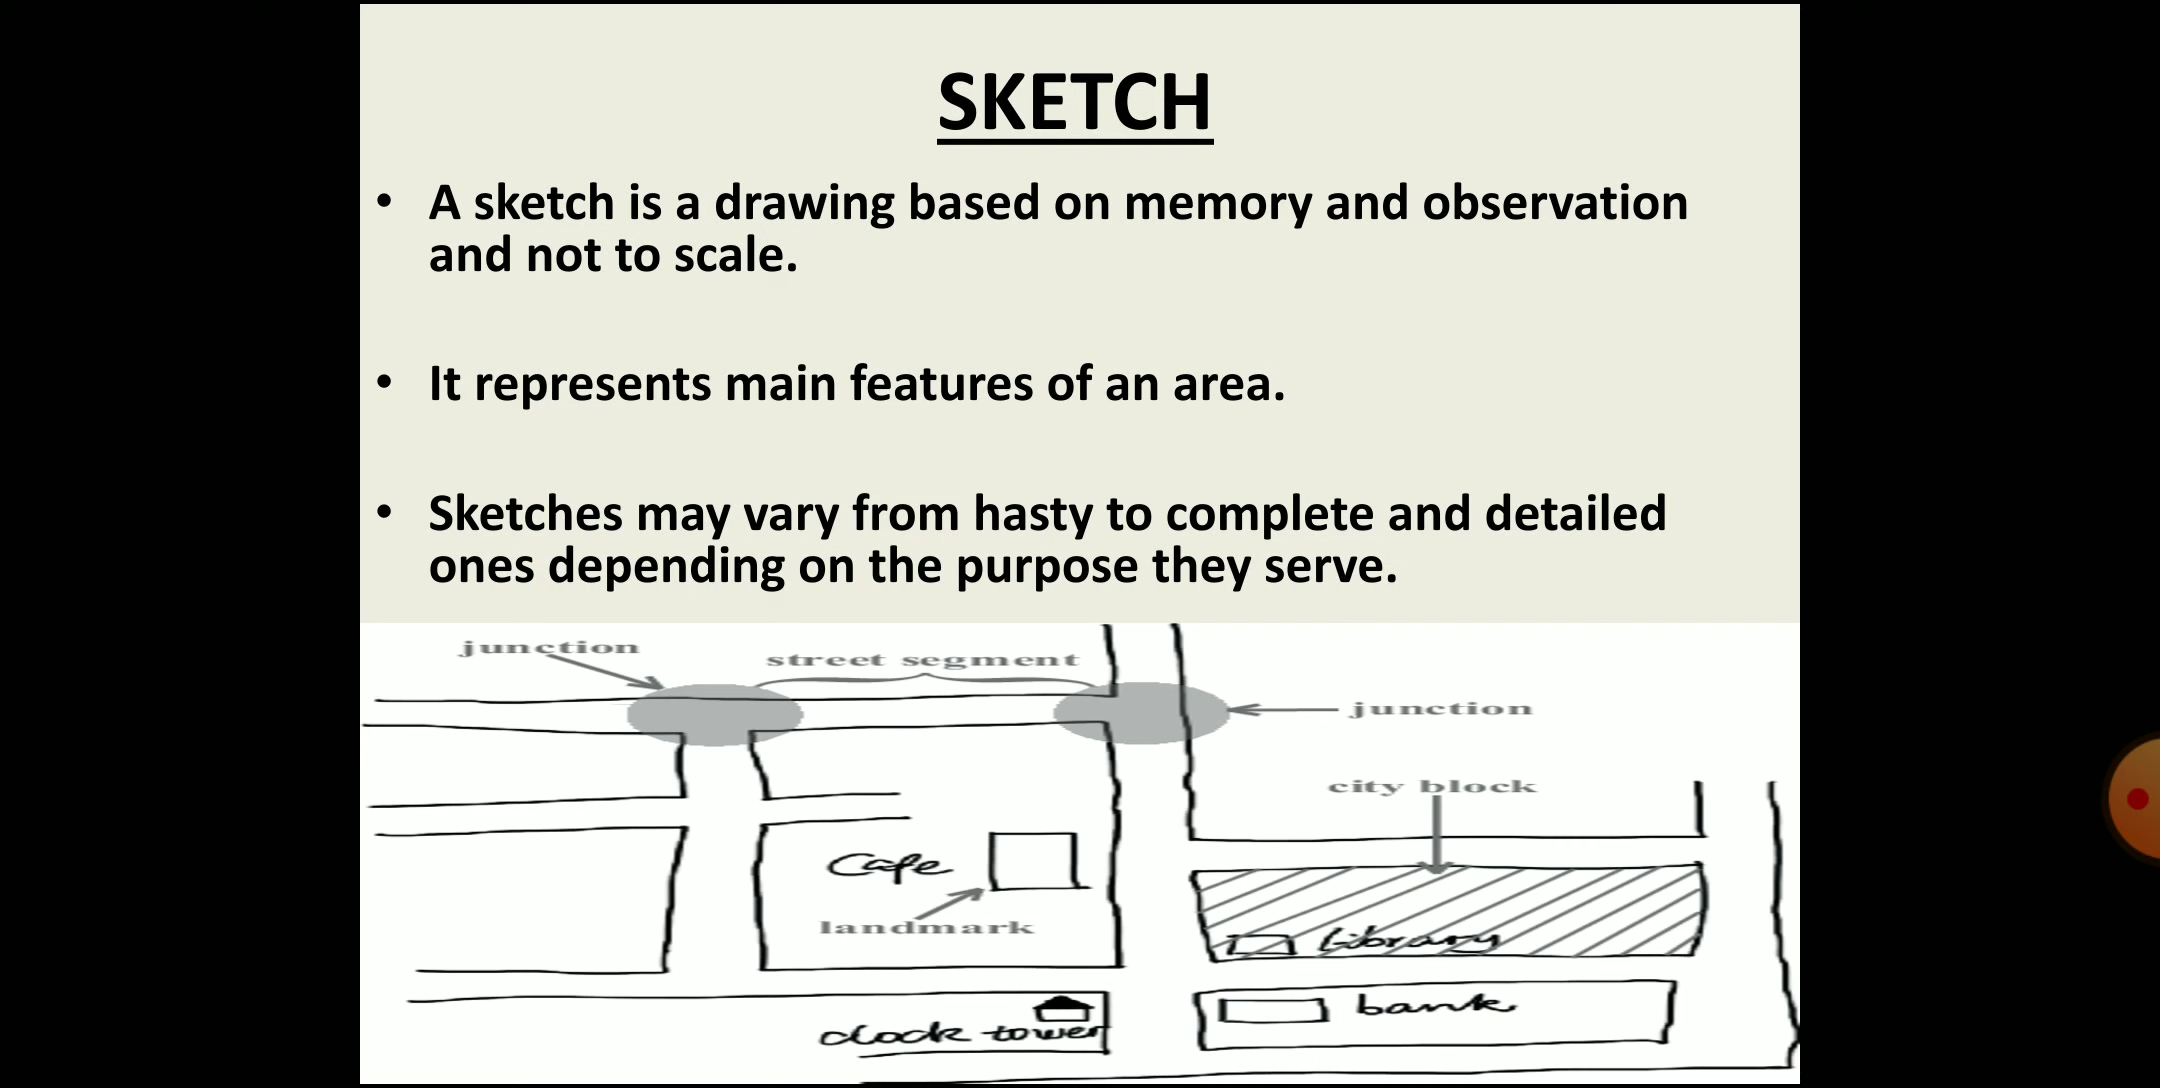 SKETCH
• A sketch is a drawing based on memory and observation
and not to scale.
• It represents main features of an area.
• Sketches may vary from hasty to complete and detailed
ones depending on the purpose they serve.
junction
street segment
junction
city block
Cafe
landmark
library
bank
clock tower